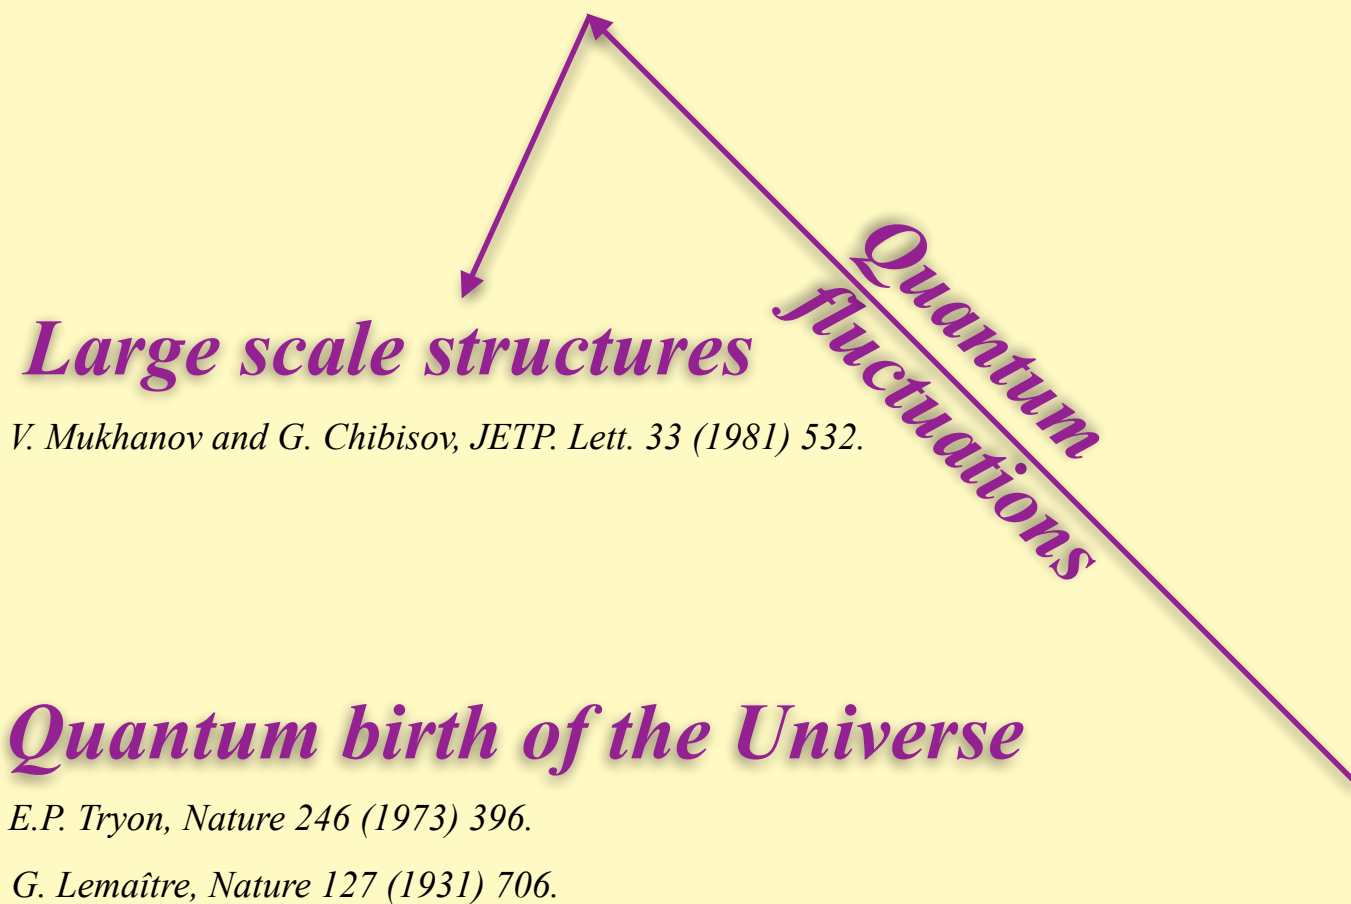 Quantum
fluctuations
Large scale structures
V. Mukhanov and G. Chibisov, JETP. Lett. 33 (1981) 532.
Quantum birth of the Universe
E.P. Tryon, Nature 246 (1973) 396.
G. Lemaître, Nature 127 (1931) 706.